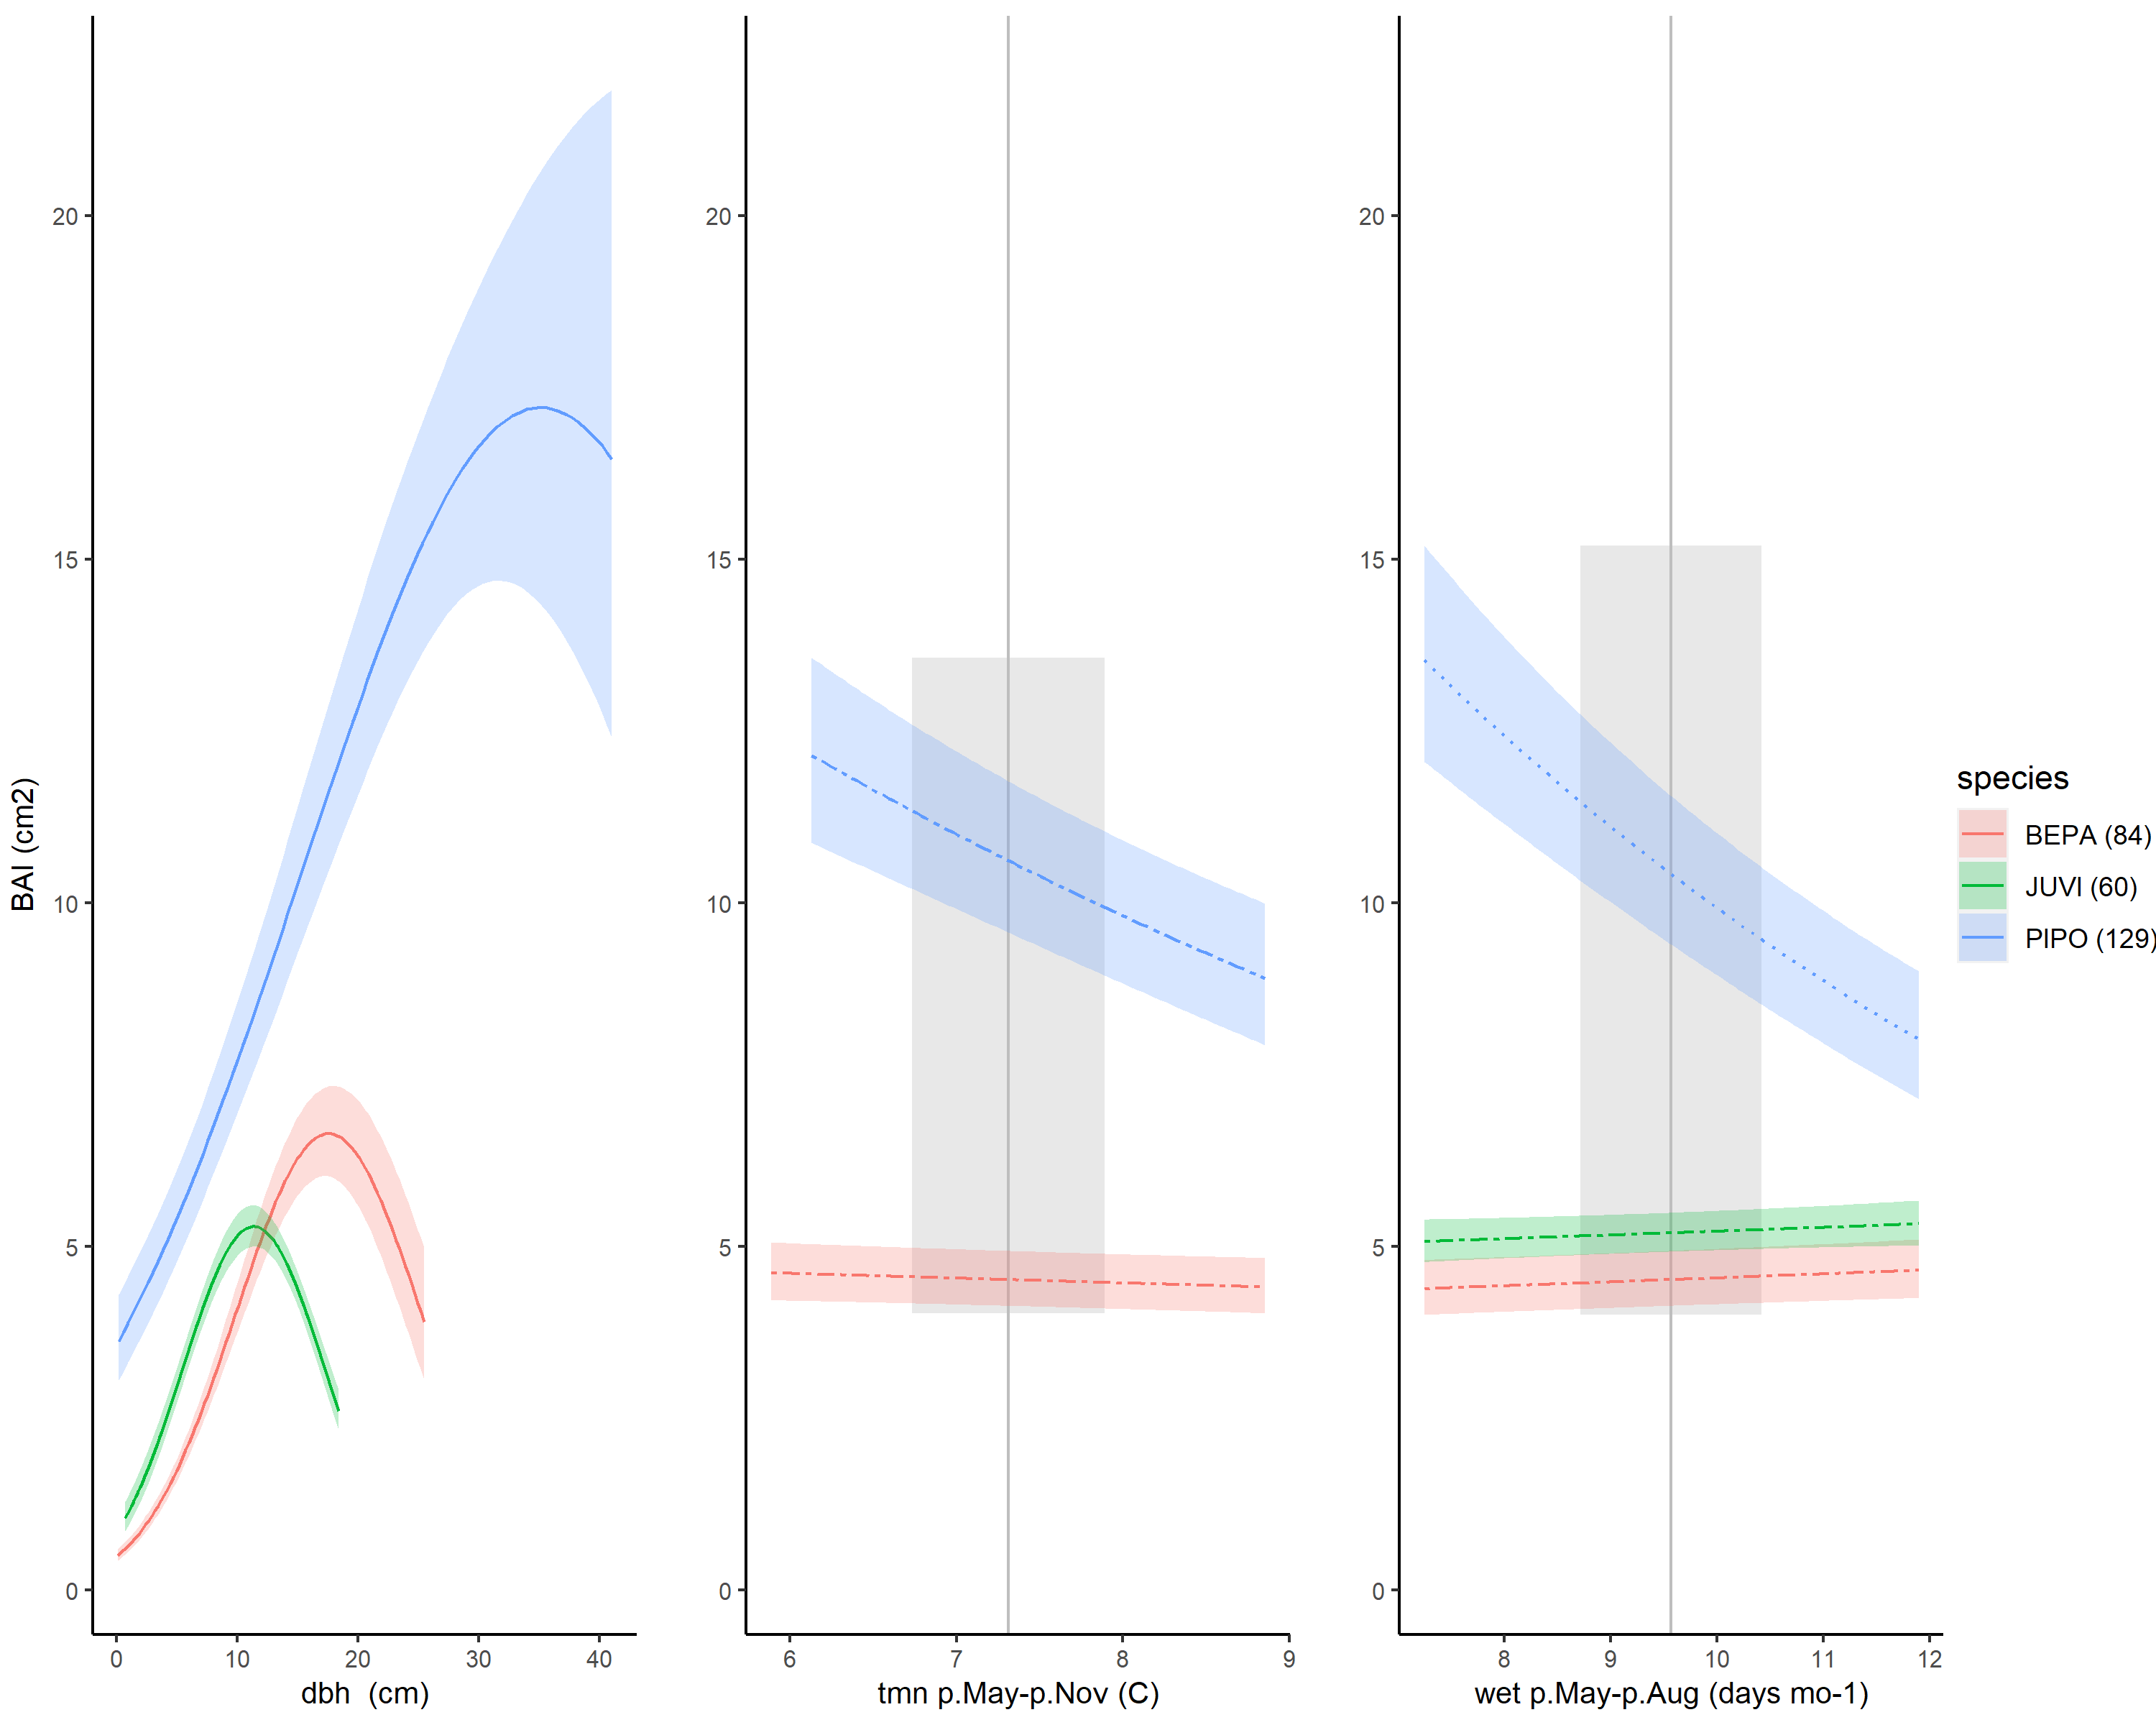 BAI (cm2)
20
15
10
5
0
0 10 20 30 40
dbh  (cm)
20
15
10
5
0
6 7 8 9
tmn p.May-p.Nov (C)
20
15
10
5
0
8 9 10 11 12
wet p.May-p.Aug (days mo-1)
species
BEPA (84)
JUVI (60)
PIPO (129)